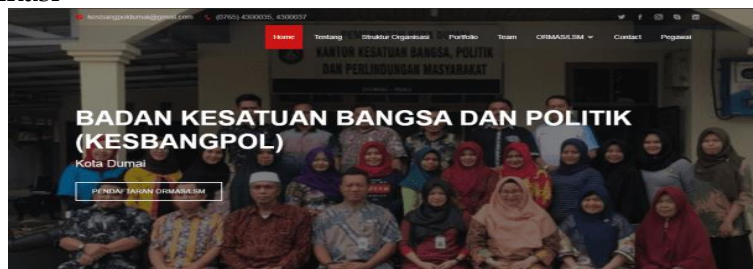 kesbangpoldumai@gmail.com (0765) 4300035, 4300037
Home Tentang Struktur Organisasi Portfolio Team ORMAS/LSM Contact Pegawai
KANTOR KESATUAN BANGSA, POLITIK
DAN PERLINDUNGAN MASYARAKAT
BADAN KESATUAN BANGSA DAN POLITIK
(KESBANGPOL)
Kota Dumai
PENDAFTARAN ORMAS/LSM